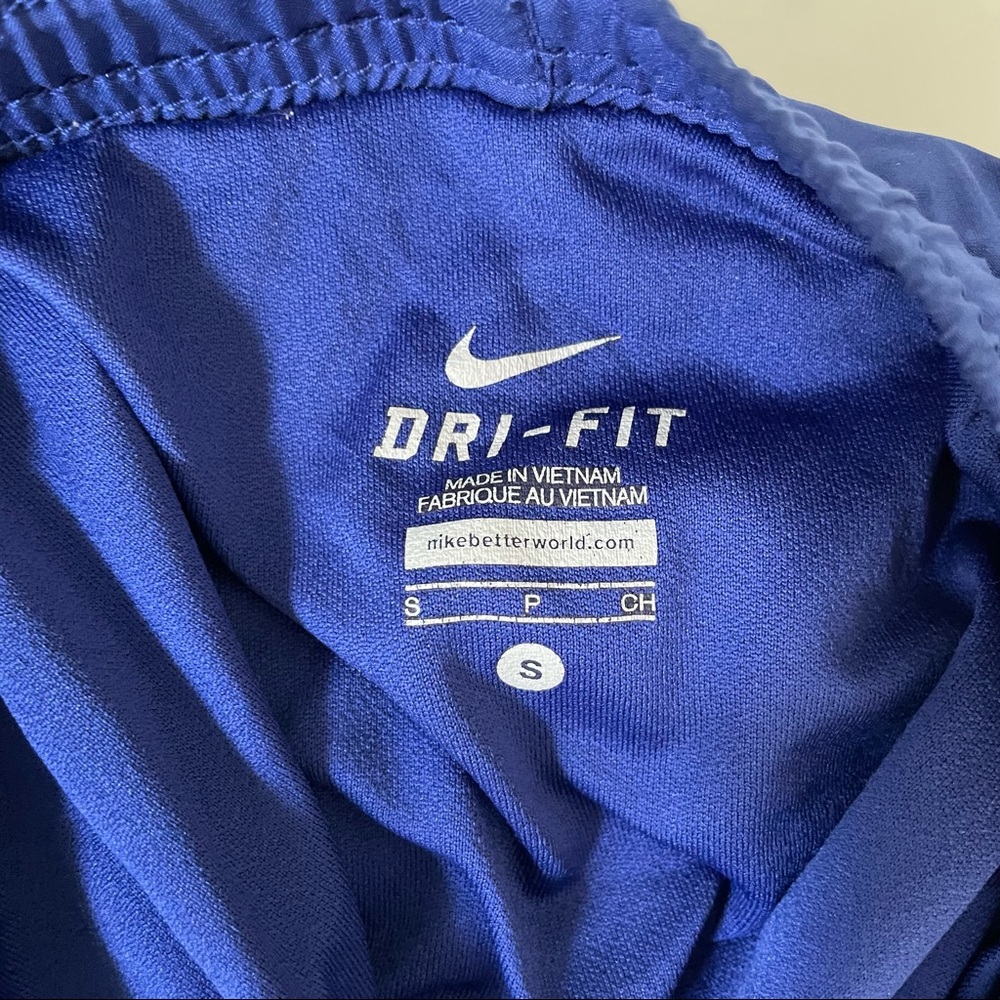 DRI-FIT
MADE IN VIETNAM
FABRIQUE AU VIETNAM
nikebetterworld.com
S P CH
S